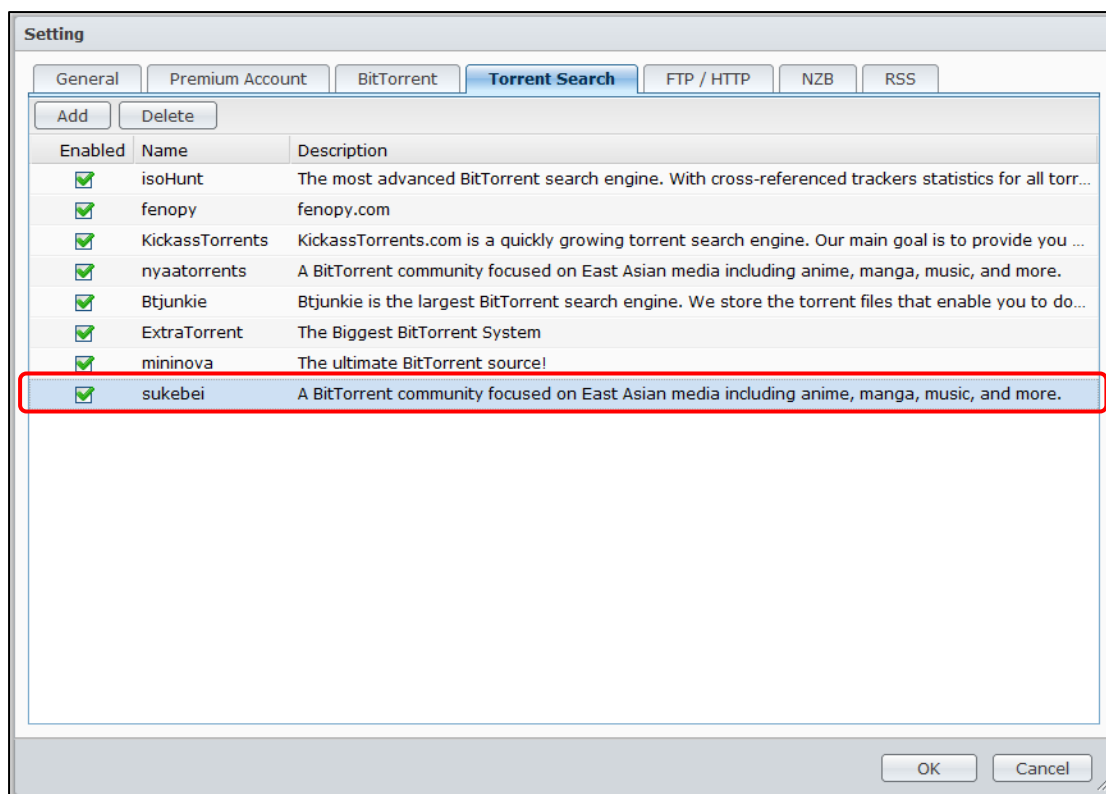 Setting
General Premium Account BitTorrent Torrent Search FTP / HTTP NZB RSS
Add Delete
Enabled Name Description
isoHunt The most advanced BitTorrent search engine. With cross-referenced trackers statistics for all torr...
fenopy fenopy.com
KickassTorrents KickassTorrents.com is a quickly growing torrent search engine. Our main goal is to provide you ...
nyaatorrents A BitTorrent community focused on East Asian media including anime, manga, music, and more.
Btjunkie Btjunkie is the largest BitTorrent search engine. We store the torrent files that enable you to do...
ExtraTorrent The Biggest BitTorrent System
mininova The ultimate BitTorrent source!
sukebei A BitTorrent community focused on East Asian media including anime, manga, music, and more.
OK Cancel